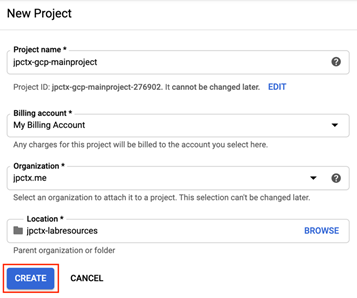 New Project
Project name *
jpctx-gcp-mainproject
Project ID: jpctx-gcp-mainproject-276902. It cannot be changed later. EDIT
Billing account *
My Billing Account
Any charges for this project will be billed to the account you select here.
Organization *
jpctx.me
Select an organization to attach it to a project. This selection can't be changed later.
Location *
jpctx-labresources BROWSE
Parent organization or folder
CREATE CANCEL